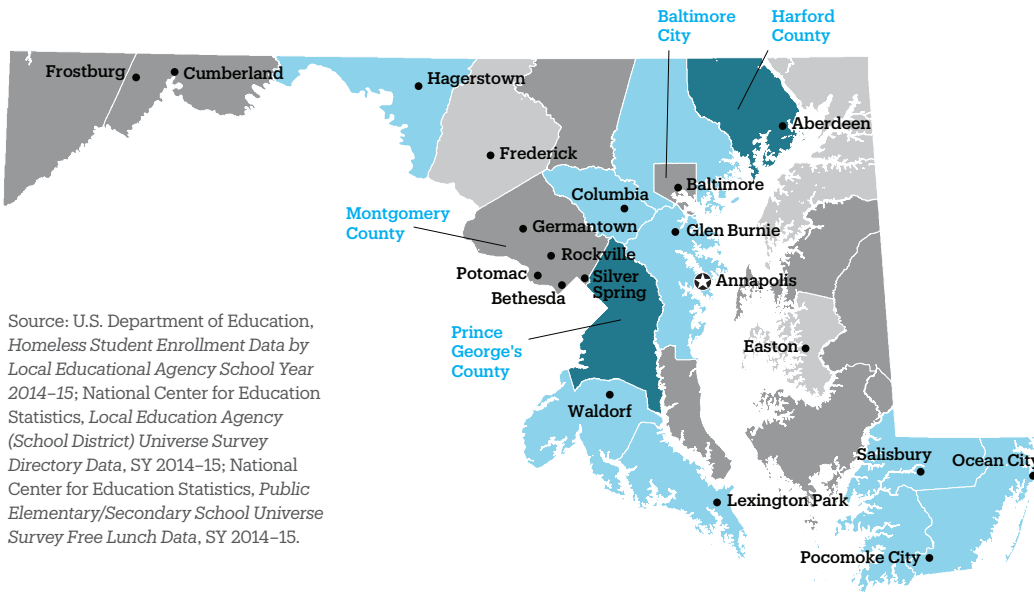 Baltimore
City
Harford
County
Frostburg
Cumberland
Hagerstown
Aberdeen
Frederick
Baltimore
Columbia
Montgomery
County
Germantown
Glen Burnie
Rockville
Potomac
Silver
Spring
Bethesda
Annapolis
Prince
George's
County
Easton
Waldorf
Salisbury
Ocean City
Lexington Park
Pocomoke City
Source: U.S. Department of Education,
Homeless Student Enrollment Data by
Local Educational Agency School Year
2014–15; National Center for Education
Statistics, Local Education Agency
(School District) Universe Survey
Directory Data, SY 2014–15; National
Center for Education Statistics, Public
Elementary/Secondary School Universe
Survey Free Lunch Data, SY 2014–15.